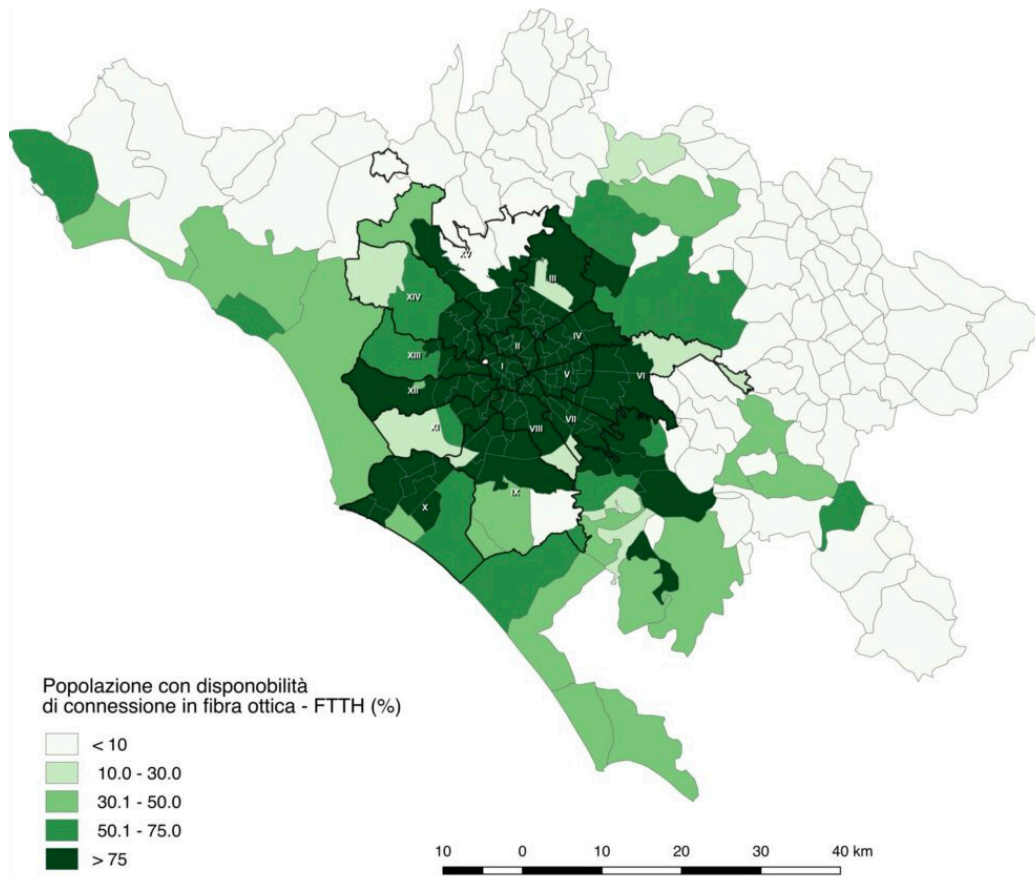 XV
III
XIV
II
IV
XIII
I
V
VI
XII
VII
XI
VIII
IX
X
Popolazione con disponobilità
di connessione in fibra ottica - FTTH (%)
< 10
10.0 - 30.0
30.1 - 50.0
50.1 - 75.0
> 75
10 0 10 20 30 40 km